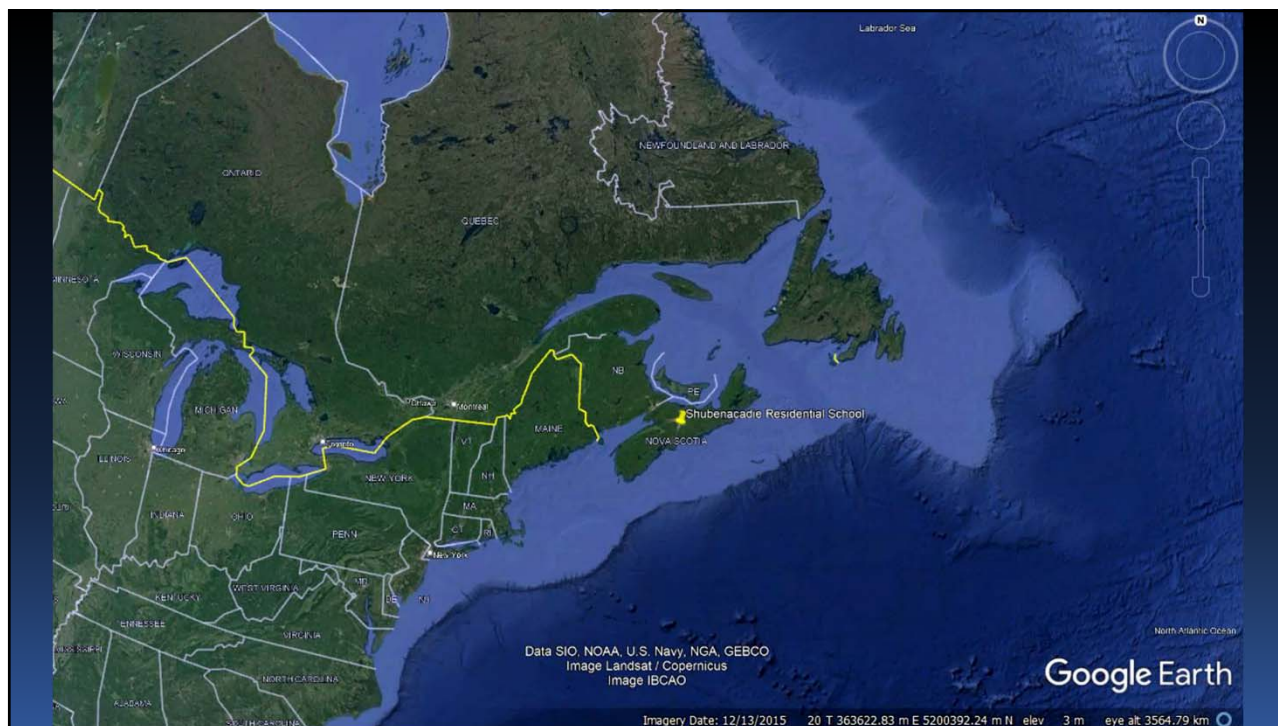 N
Labrador Sea
NEWFOUNDLAND AND LABRADOR
ONTARIO
QUEBEC
MINNESOTA
WISCONSIN
NB
PE
Ottawa
Montreal
MICHIGAN
Shubenacadie Residential School
MAINE
Toronto
VT
NOVA SCOTIA
Chicago
ILLINOIS
NEW YORK
NH
MA
INDIANA
OHIO
CT
RI
PENN
New York
MD
WEST VIRGINIA
DE
NJ
KENTUCKY
TENNESSEE
VIRGINIA
North Atlantic Ocean
MISSISSIPPI
Data SIO, NOAA, U.S. Navy, NGA, GEBCO
Image Landsat / Copernicus
Image IBCAO
NORTH CAROLINA
Google Earth
ALABAMA
SOUTH CAROLINA
Imagery Date: 12/13/2015 20 T 363622.83 m E 5200392.24 m N elev 3 m eye alt 3564.79 km